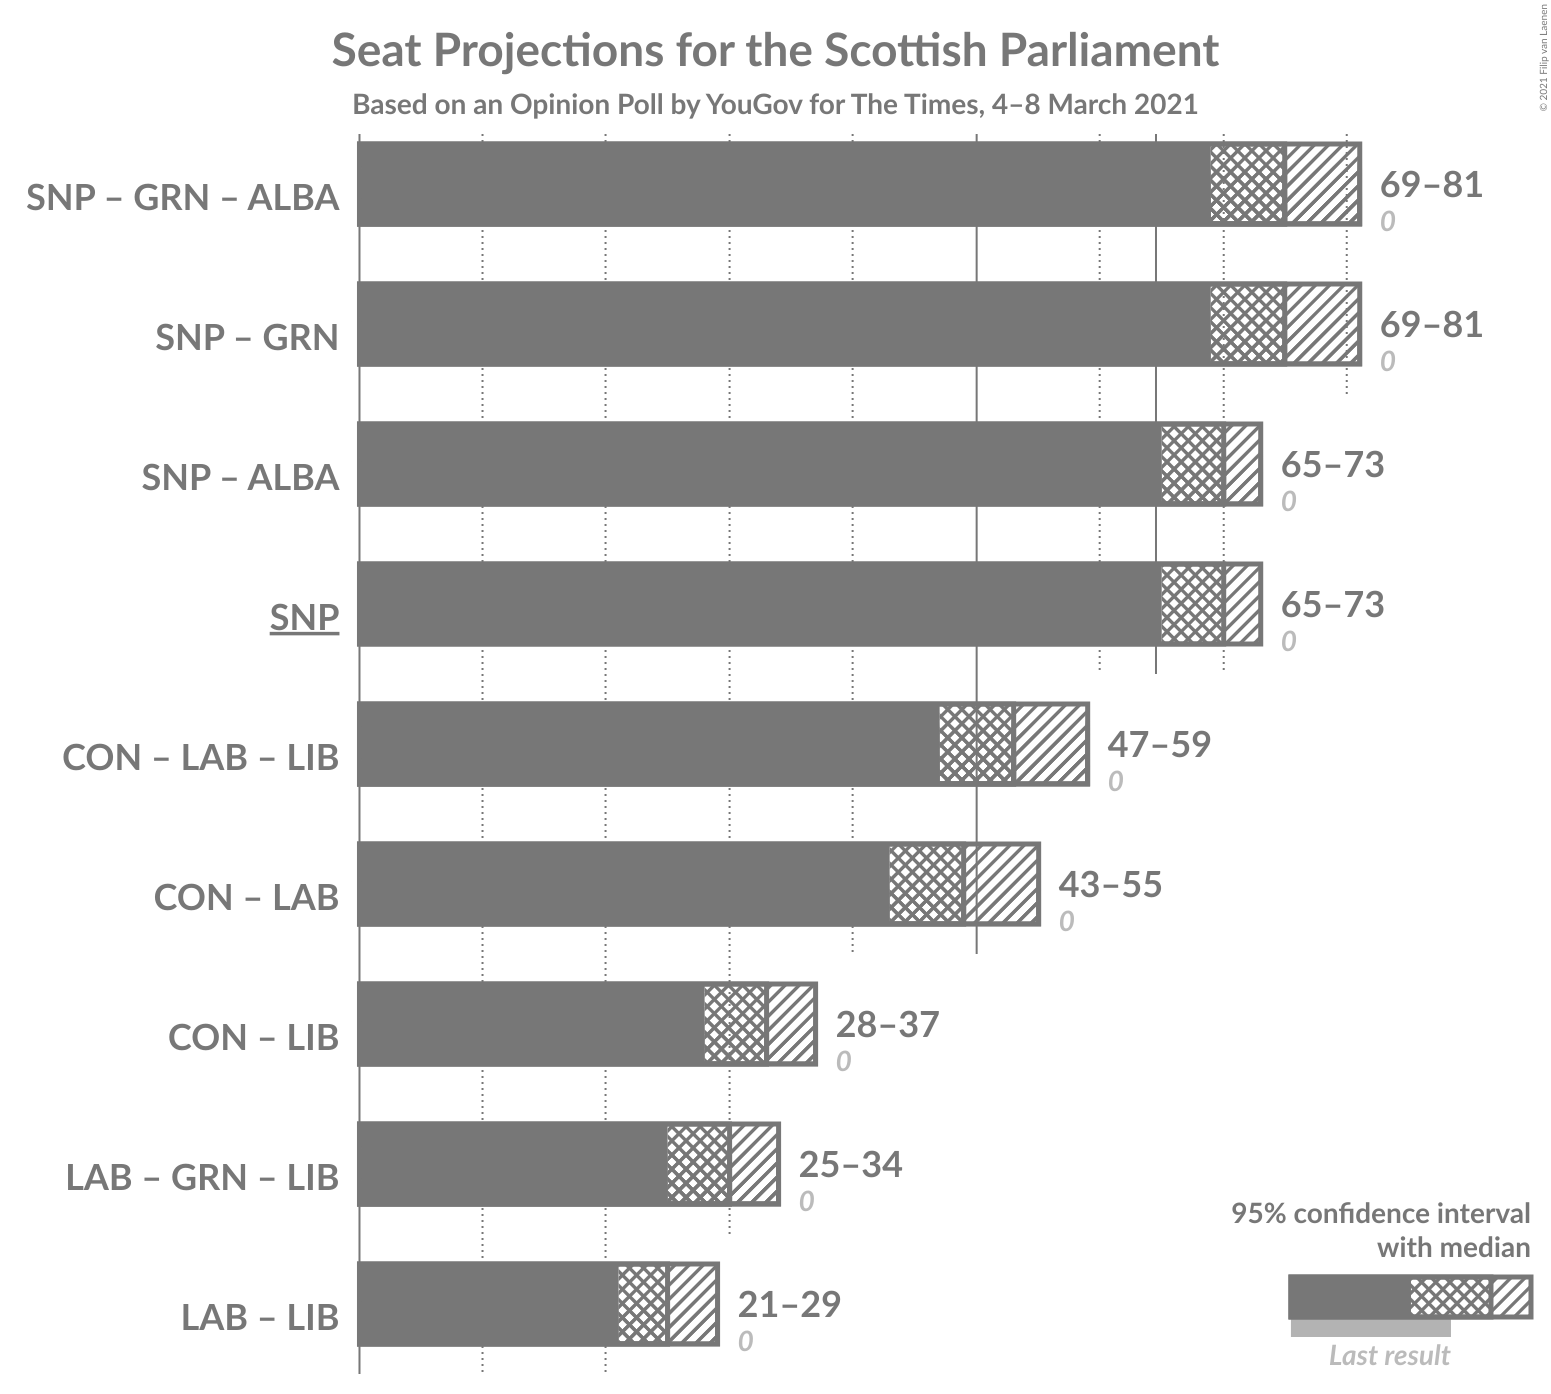 Seat Projections for the Scottish Parliament
Based on an Opinion Poll by YouGov for The Times, 4–8 March 2021
© 2021 Filip van Laenen
SNP – GRN – ALBA
69–81
0
SNP – GRN
69–81
0
SNP – ALBA
65–73
0
SNP
65–73
0
CON – LAB – LIB
47–59
0
CON – LAB
43–55
0
CON – LIB
28–37
0
LAB – GRN – LIB
25–34
0
LAB – LIB
21–29
0
95% confidence interval
with median
Last result